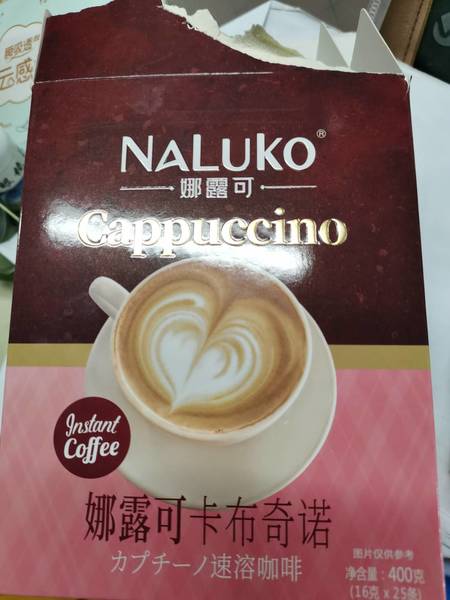 云感
NALUKO®
娜露可
Cappuccino
Instant
Coffee
娜露可卡布奇诺
カプチーノ速溶咖啡
图片仅供参考
净含量:400克
(16克 x 25条)